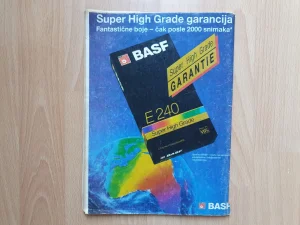 Super High Grade garancija
Fantastične boje – čak posle 2000 snimaka*
BASF
Super High Grade
GARANTIE
E 240
Super High Grade
VHS
BASF